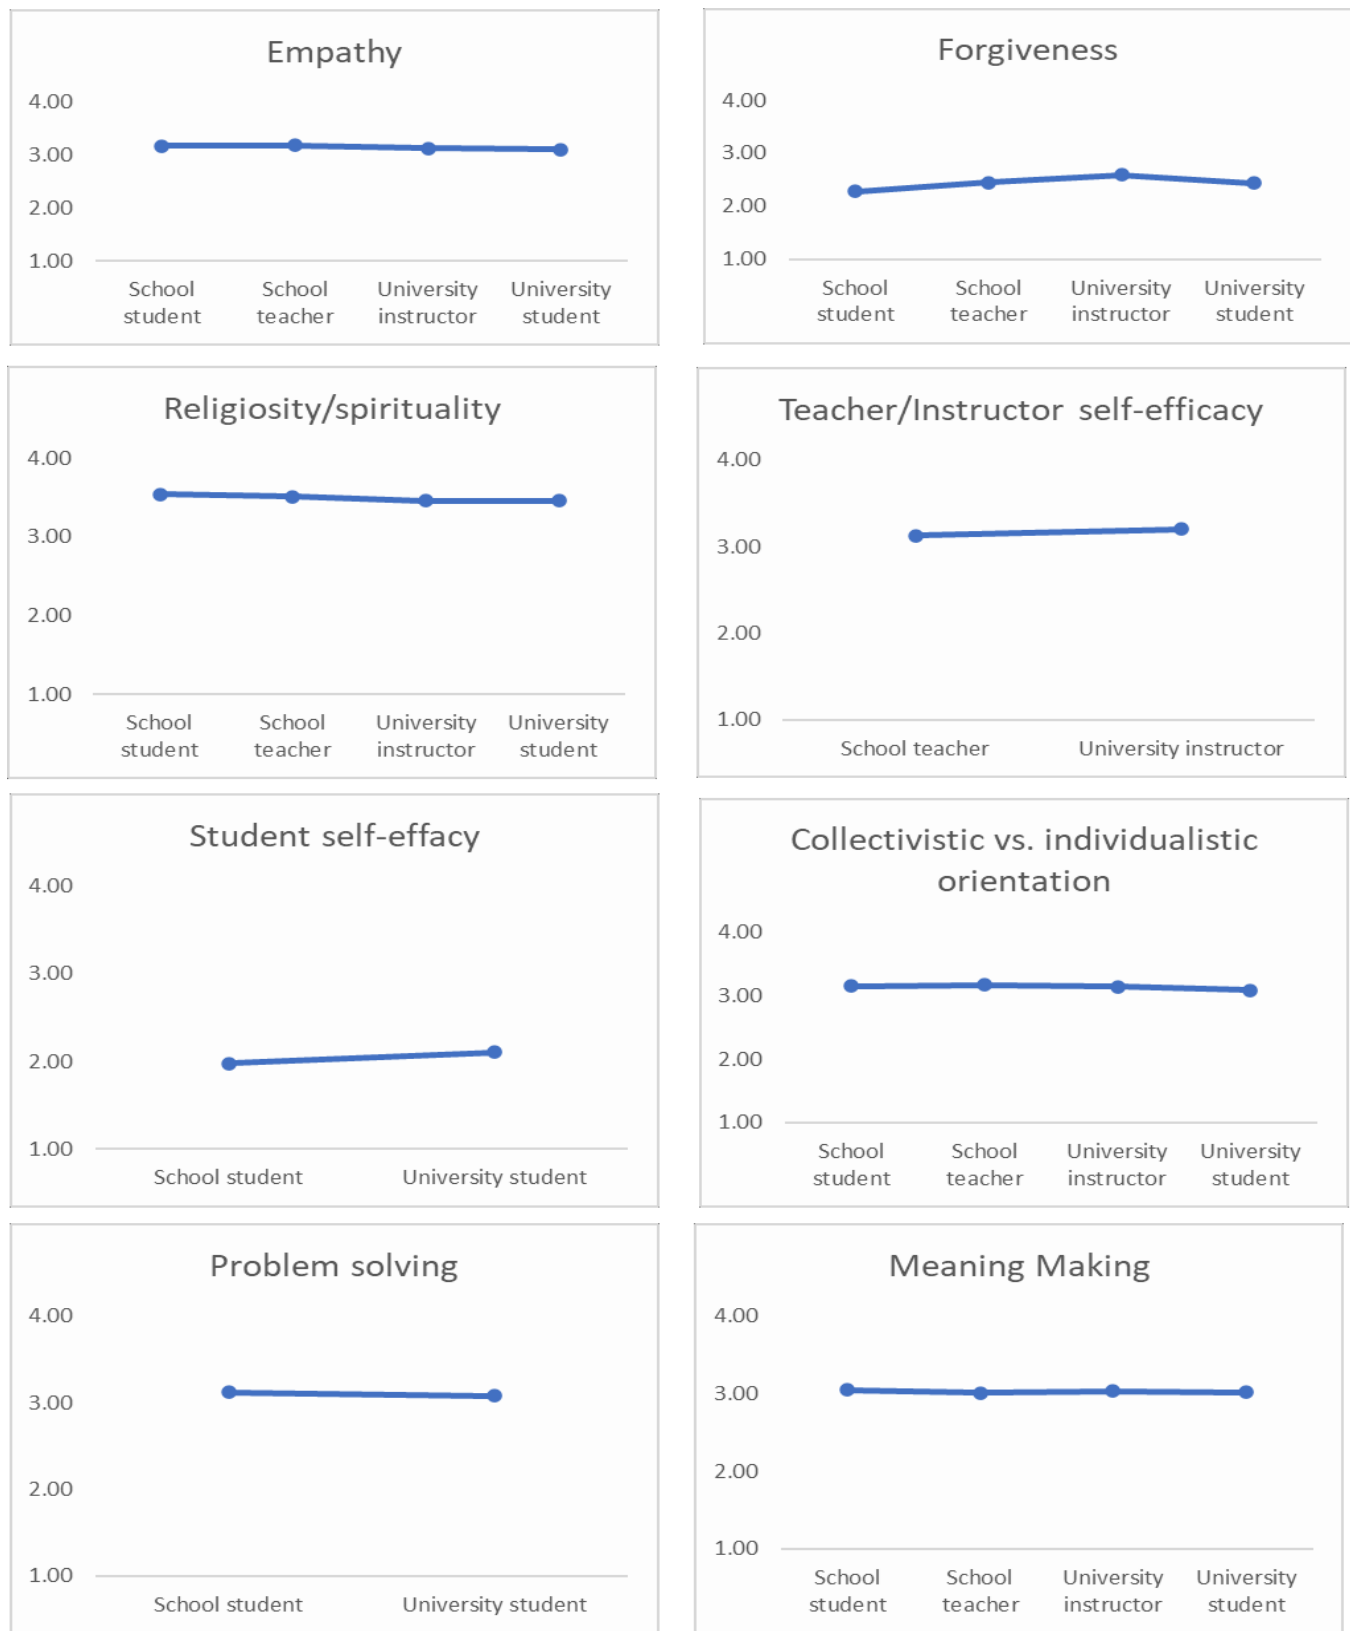 Empathy
4.00
3.00
2.00
1.00
School student
School teacher
University instructor
University student
Forgiveness
4.00
3.00
2.00
1.00
School student
School teacher
University instructor
University student
Religiosity/spirituality
4.00
3.00
2.00
1.00
School student
School teacher
University instructor
University student
Teacher/Instructor self-efficacy
4.00
3.00
2.00
1.00
School teacher
University instructor
Student self-effacy
4.00
3.00
2.00
1.00
School student
University student
Collectivistic vs. individualistic
orientation
4.00
3.00
2.00
1.00
School student
School teacher
University instructor
University student
Problem solving
4.00
3.00
2.00
1.00
School student
University student
Meaning Making
4.00
3.00
2.00
1.00
School student
School teacher
University instructor
University student